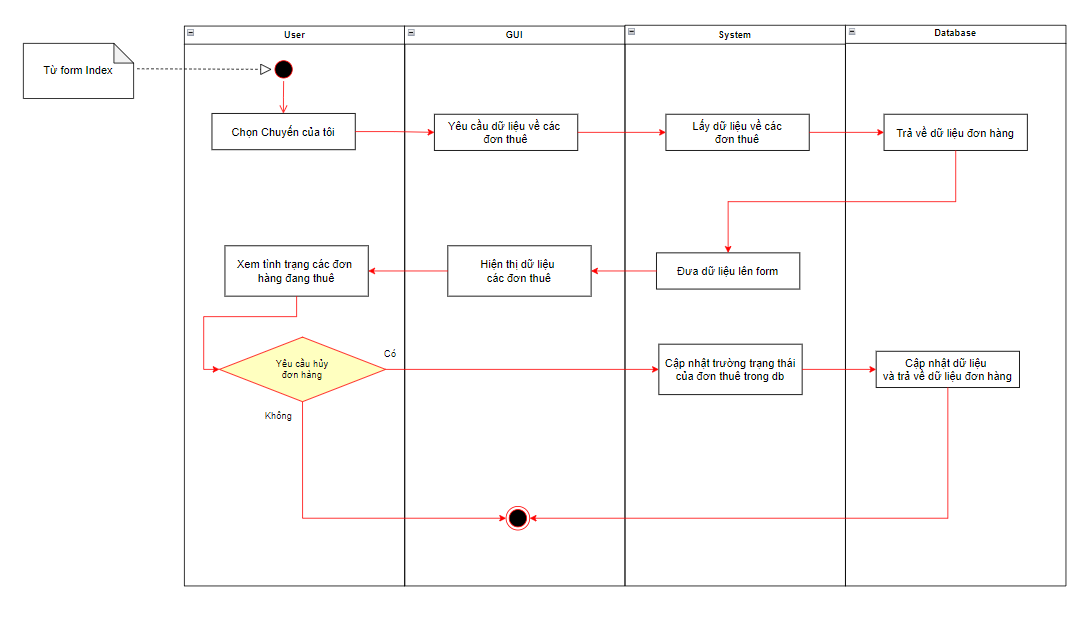 User
GUI
System
Database
Từ form Index
Chọn Chuyến của tôi
Yêu cầu dữ liệu về các
đơn thuê
Lấy dữ liệu về các
đơn thuê
Trả về dữ liệu đơn hàng
Xem tình trạng các đơn
hàng đang thuê
Hiện thị dữ liệu
các đơn thuê
Đưa dữ liệu lên form
Yêu cầu hủy
đơn hàng
Có
Không
Cập nhật trường trạng thái
của đơn thuê trong db
Cập nhật dữ liệu
và trả về dữ liệu đơn hàng